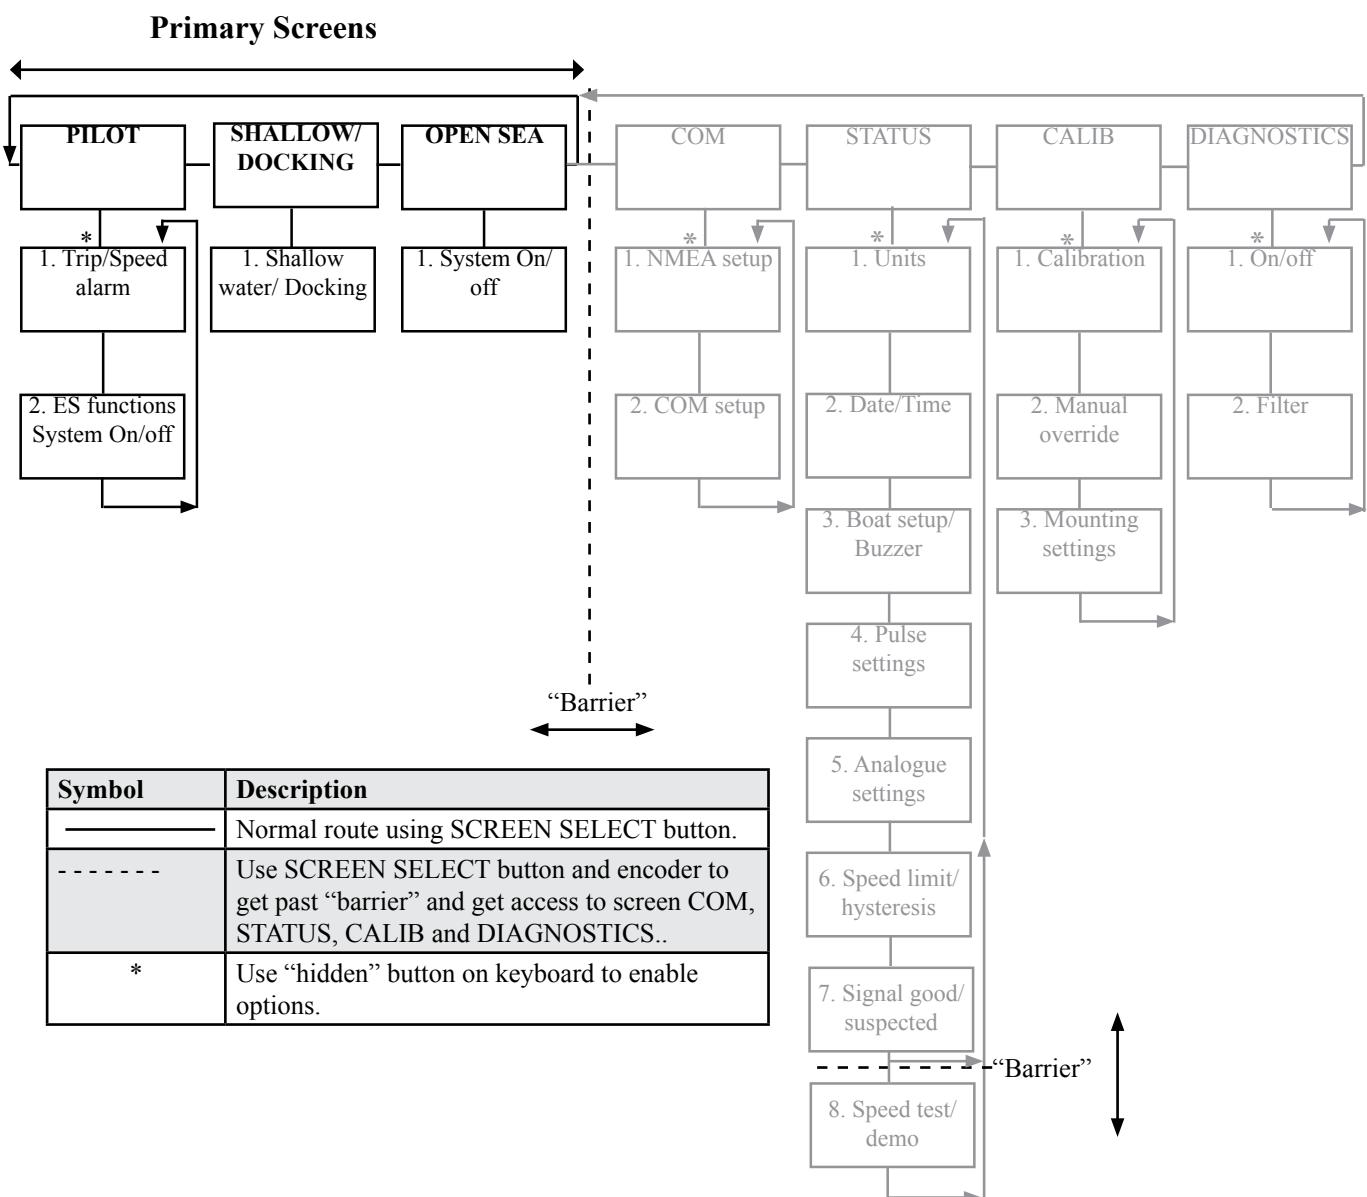 Primary Screens
PILOT
SHALLOW/
DOCKING
OPEN SEA
COM
STATUS
CALIB
DIAGNOSTICS
*
1. Trip/Speed
alarm
1. Shallow
water/ Docking
1. System On/
off
*
1. NMEA setup
*
1. Units
*
1. Calibration
*
1. On/off
2. ES functions
System On/off
2. COM setup
2. Date/Time
2. Manual
override
2. Filter
3. Boat setup/
Buzzer
3. Mounting
settings
4. Pulse
settings
“Barrier”
5. Analogue
settings
6. Speed limit/
hysteresis
7. Signal good/
suspected
“Barrier”
8. Speed test/
demo
Symbol Description
Normal route using SCREEN SELECT button.
- - - - - - - Use SCREEN SELECT button and encoder to
get past “barrier” and get access to screen COM,
STATUS, CALIB and DIAGNOSTICS..
* Use “hidden” button on keyboard to enable
options.